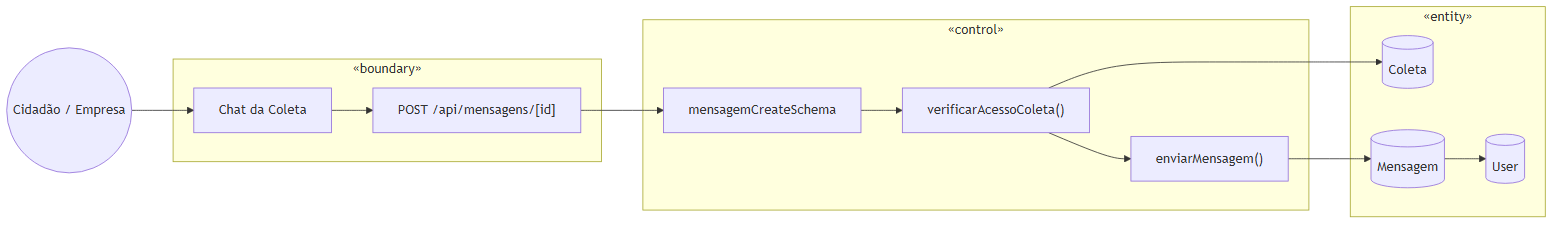 Cidadão / Empresa
«boundary»
Chat da Coleta
POST /api/mensagens/[id]
«control»
mensagemCreateSchema
verificarAcessoColeta()
enviarMensagem()
«entity»
Coleta
Mensagem
User